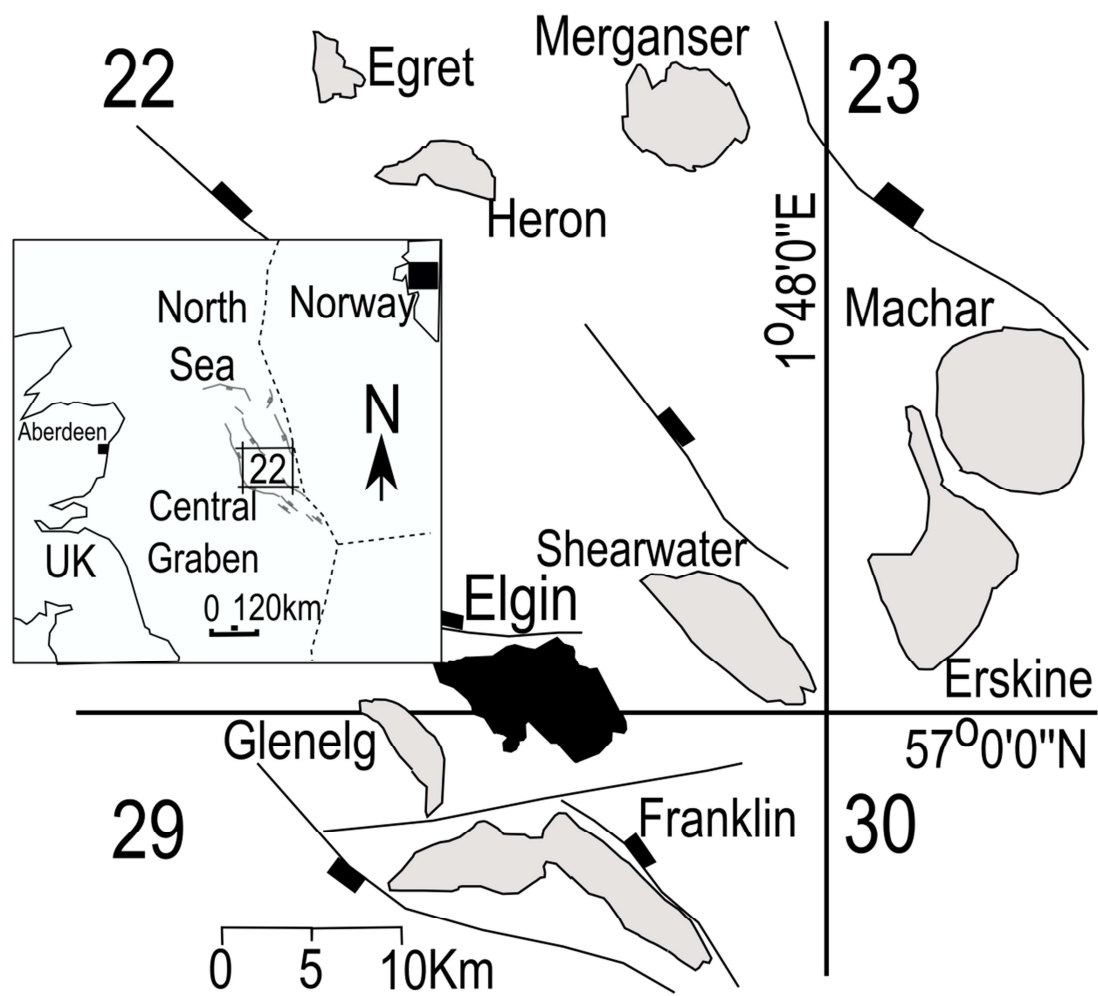 Merganser
22
Egret
23
Heron
1°48'0"E
North
Sea
Norway
Machar
N
Aberdeen
22
Central
Graben
UK
0 120km
Shearwater
Elgin
Erskine
Glenelg
57°0'0"N
29
Franklin
30
0 5 10Km